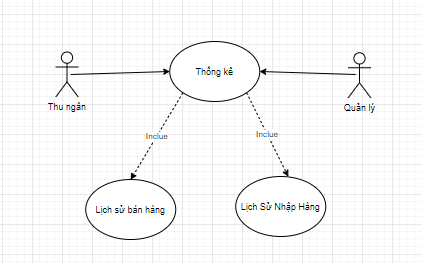 Thống kê
Thu ngân
Quản lý
Inclue
Inclue
Lịch sử bán hàng
Lịch Sử Nhập Hàng